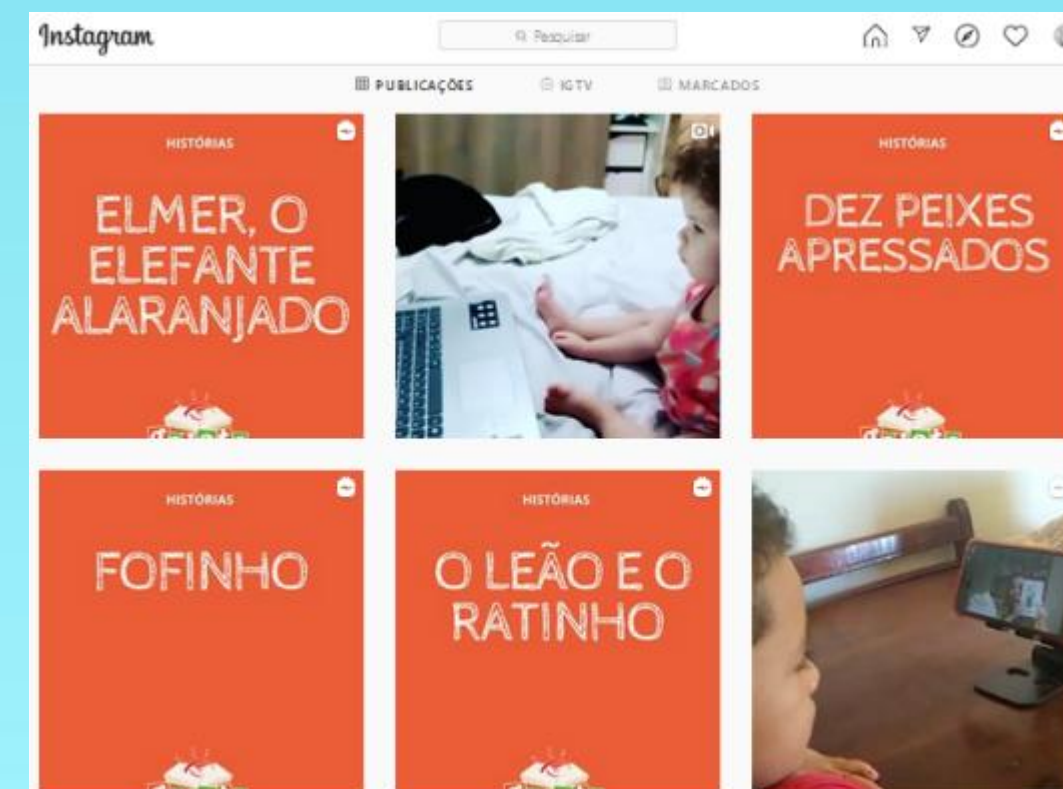 Instagram
Pesquisar
PUBLICAÇÕES
IGTV
MARCADOS
HISTÓRIAS
ELMER, O
ELEFANTE
ALARANJADO
HISTÓRIAS
DEZ PEIXES
APRESSADOS
HISTÓRIAS
FOFINHO
HISTÓRIAS
O LEÃO E O
RATINHO